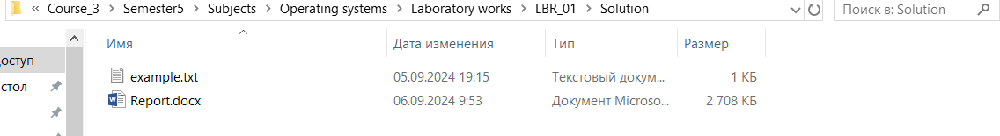 « Course_3 > Semester5 > Subjects > Operating systems > Laboratory works > LBR_01 > Solution Поиск в: Solution
Имя Дата изменения Тип Размер
доступ
example.txt 05.09.2024 19:15 Текстовый докум... 1 КБ
стол
Report.docx 06.09.2024 9:53 Документ Microso... 2 708 КБ